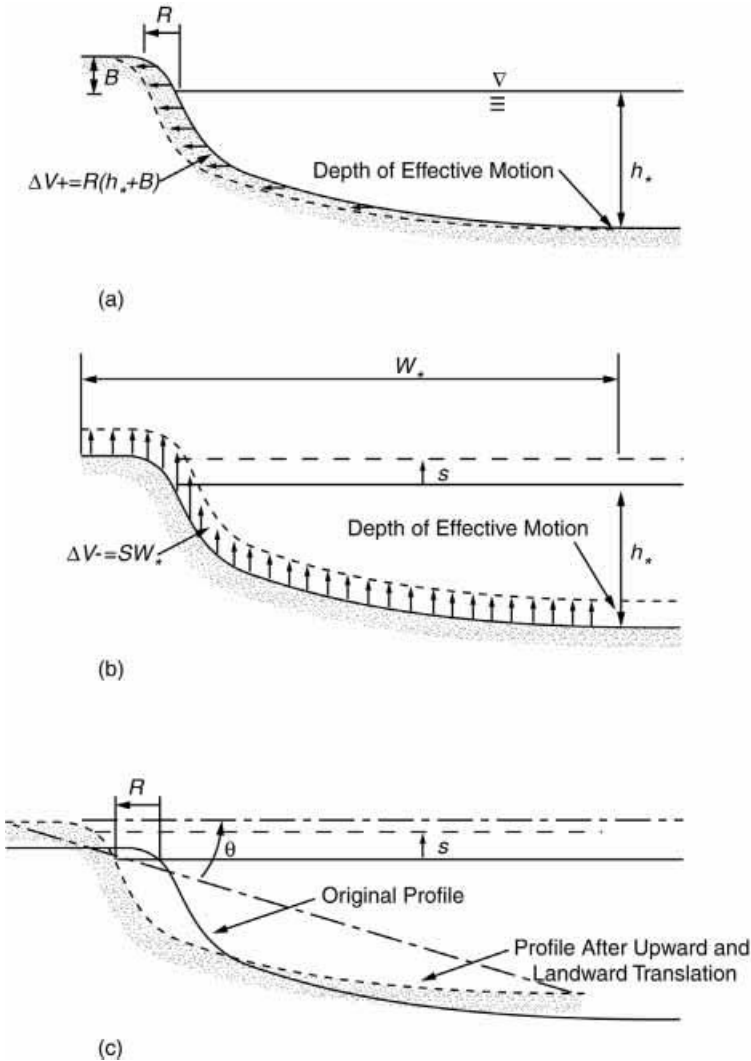 R
B
∇
Depth of Effective Motion
h*
ΔV+=R(h*+B)
(a)
W*
s
Depth of Effective Motion
ΔV-=SW*
h*
(b)
R
θ
s
Original Profile
Profile After Upward and
Landward Translation
(c)